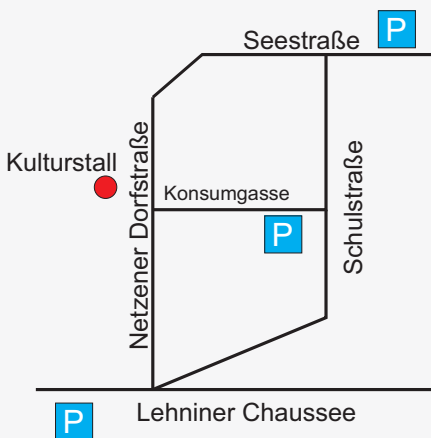 P
Seestraße
Kulturstall
Netzener Dorfstraße
Konsumgasse
Schulstraße
P
Lehniner Chaussee
P